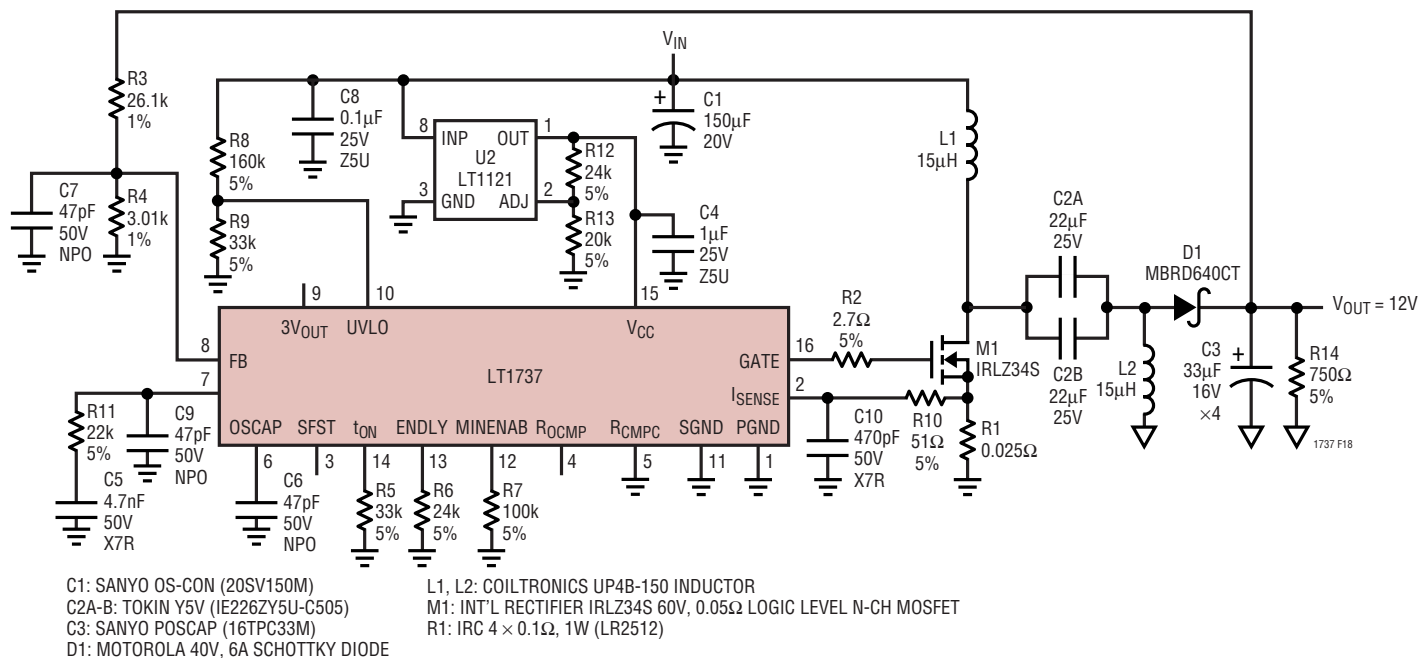 V_IN
R3
26.1k
1%
R8
160k
5%
C8
0.1µF
25V
Z5U
8
INP
OUT
1
U2
LT1121
3
GND
ADJ
2
R12
24k
5%
R13
20k
5%
+
C1
150µF
20V
L1
15µH
C7
47pF
50V
NPO
R4
3.01k
1%
R9
33k
5%
C4
1µF
25V
Z5U
C2A
22µF
25V
C2B
22µF
25V
D1
MBRD640CT
V_OUT = 12V
9
10
15
3V_OUT
UVLO
V_CC
8
FB
GATE
16
R2
2.7Ω
5%
M1
IRLZ34S
L2
15µH
+
C3
33µF
16V
×4
R14
750Ω
5%
LT1737
7
I_SENSE
2
R10
51Ω
5%
C10
470pF
50V
X7R
R1
0.025Ω
R11
22k
5%
C9
47pF
50V
NPO
C5
4.7nF
50V
X7R
OSCAP
SFST
t_ON
ENDLY
MINENAB
R_OCMP
R_CMPC
SGND
PGND
6
3
14
13
12
4
5
11
1
C6
47pF
50V
NPO
R5
33k
5%
R6
24k
5%
R7
100k
5%
1737 F18
C1: SANYO OS-CON (20SV150M)
C2A-B: TOKIN Y5V (IE226ZY5U-C505)
C3: SANYO POSCAP (16TPC33M)
D1: MOTOROLA 40V, 6A SCHOTTKY DIODE
L1, L2: COILTRONICS UP4B-150 INDUCTOR
M1: INT'L RECTIFIER IRLZ34S 60V, 0.05Ω LOGIC LEVEL N-CH MOSFET
R1: IRC 4 × 0.1Ω, 1W (LR2512)